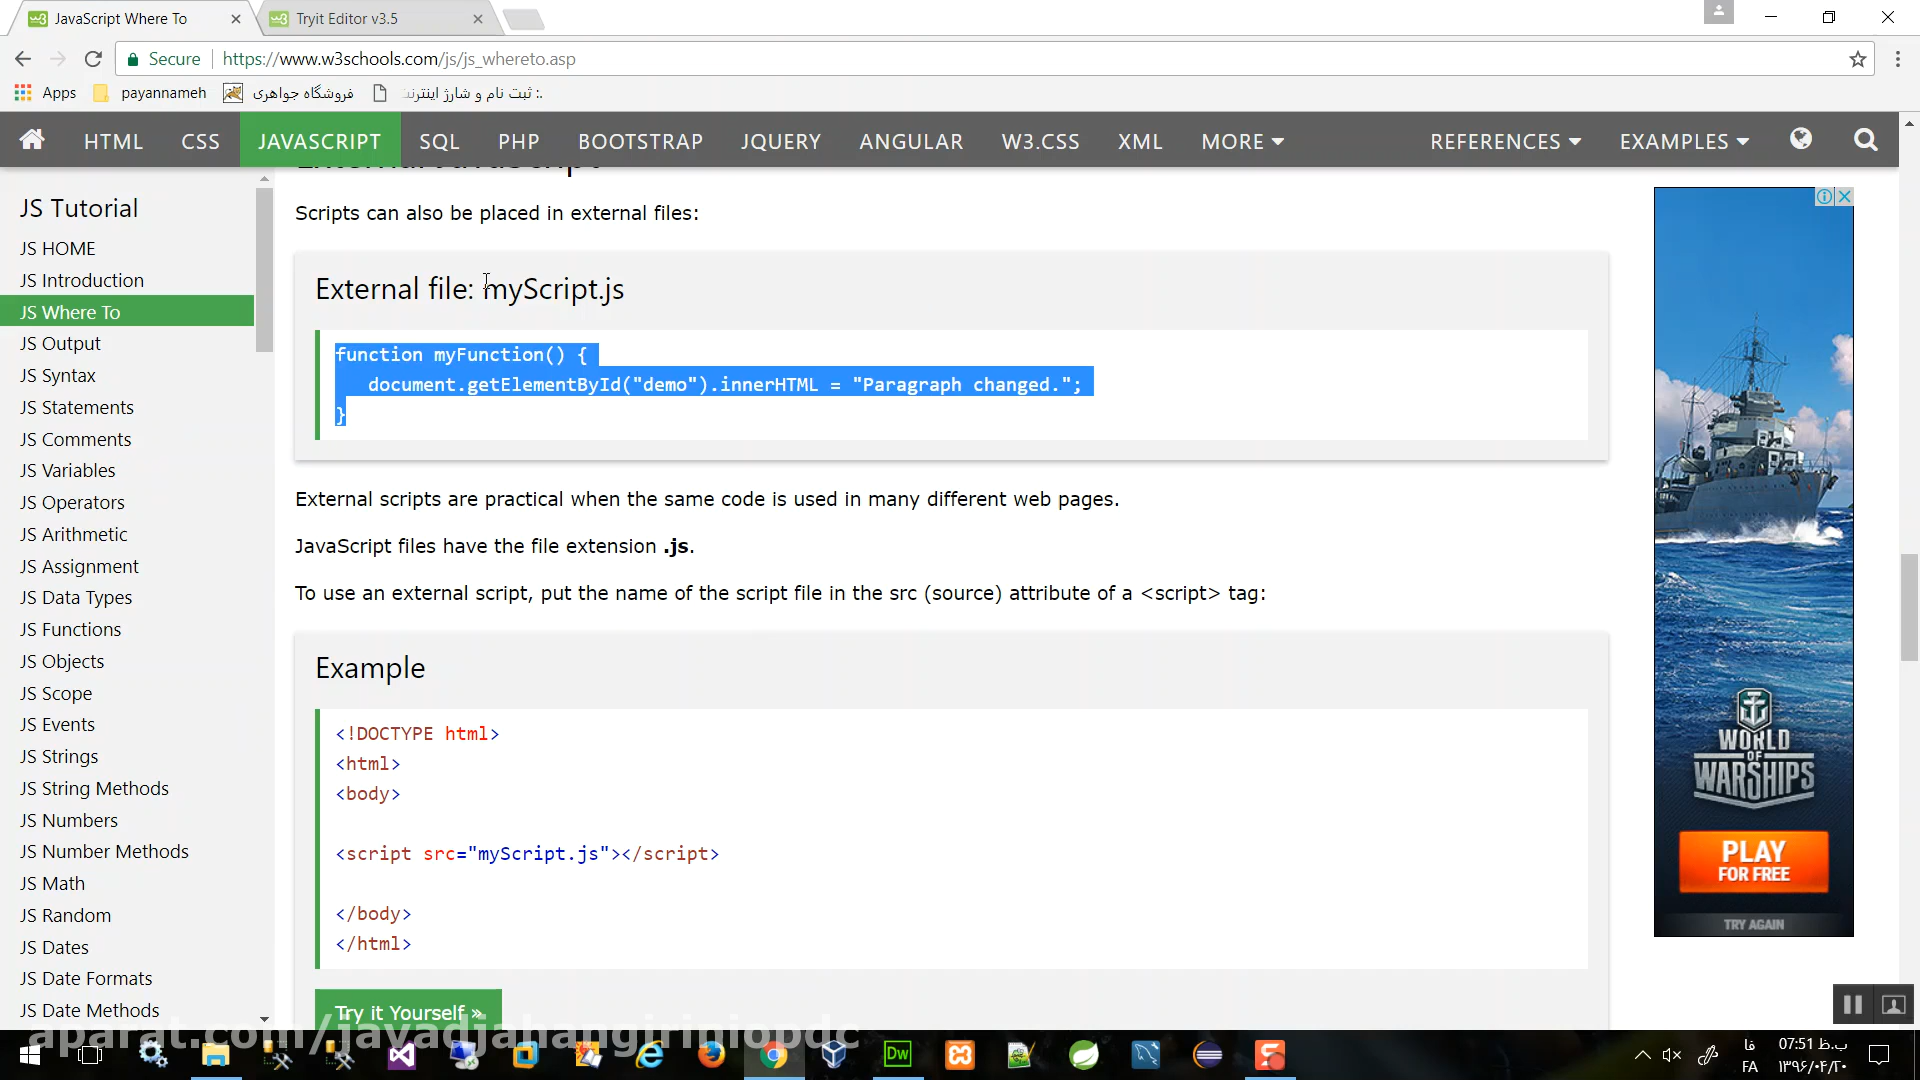 JavaScript Where To
Tryit Editor v3.5
Secure
https://www.w3schools.com/js/js_whereto.asp
Apps
payannameh
فروشگاه جواهری
ثبت نام و شارژ اینترنت :.
HTML CSS JAVASCRIPT SQL PHP BOOTSTRAP JQUERY ANGULAR W3.CSS XML MORE REFERENCES EXAMPLES
JS Tutorial
JS HOME
JS Introduction
JS Where To
JS Output
JS Syntax
JS Statements
JS Comments
JS Variables
JS Operators
JS Arithmetic
JS Assignment
JS Data Types
JS Functions
JS Objects
JS Scope
JS Events
JS Strings
JS String Methods
JS Numbers
JS Number Methods
JS Math
JS Random
JS Dates
JS Date Formats
JS Date Methods
External JavaScript
Scripts can also be placed in external files:
External file: myScript.js
function myFunction() {
document.getElementById("demo").innerHTML = "Paragraph changed.";
}
External scripts are practical when the same code is used in many different web pages.
JavaScript files have the file extension .js.
To use an external script, put the name of the script file in the src (source) attribute of a <script> tag:
Example
<!DOCTYPE html>
<html>
<body>
<script src="myScript.js"></script>
</body>
</html>
Try it Yourself »
WORLD
OF
WARSHIPS
PLAY
FOR FREE
TRY AGAIN
aparat.com/javadjahangiriniopdc
Dw
فا
FA
07:51 ب.ظ
۱۳۹۶/۰۴/۲۰